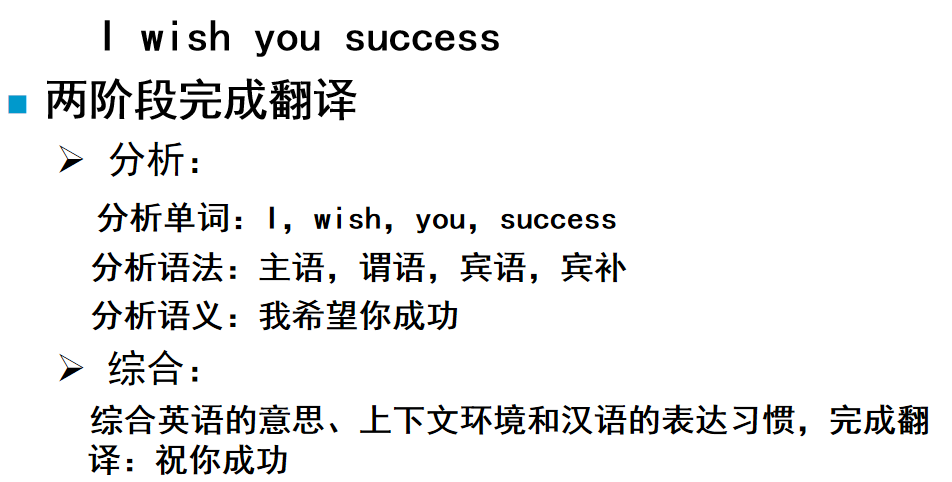 I wish you success
两阶段完成翻译
分析：
分析单词：I，wish，you，success
分析语法：主语，谓语，宾语，宾补
分析语义：我希望你成功
综合：
综合英语的意思、上下文环境和汉语的表达习惯，完成翻
译：祝你成功